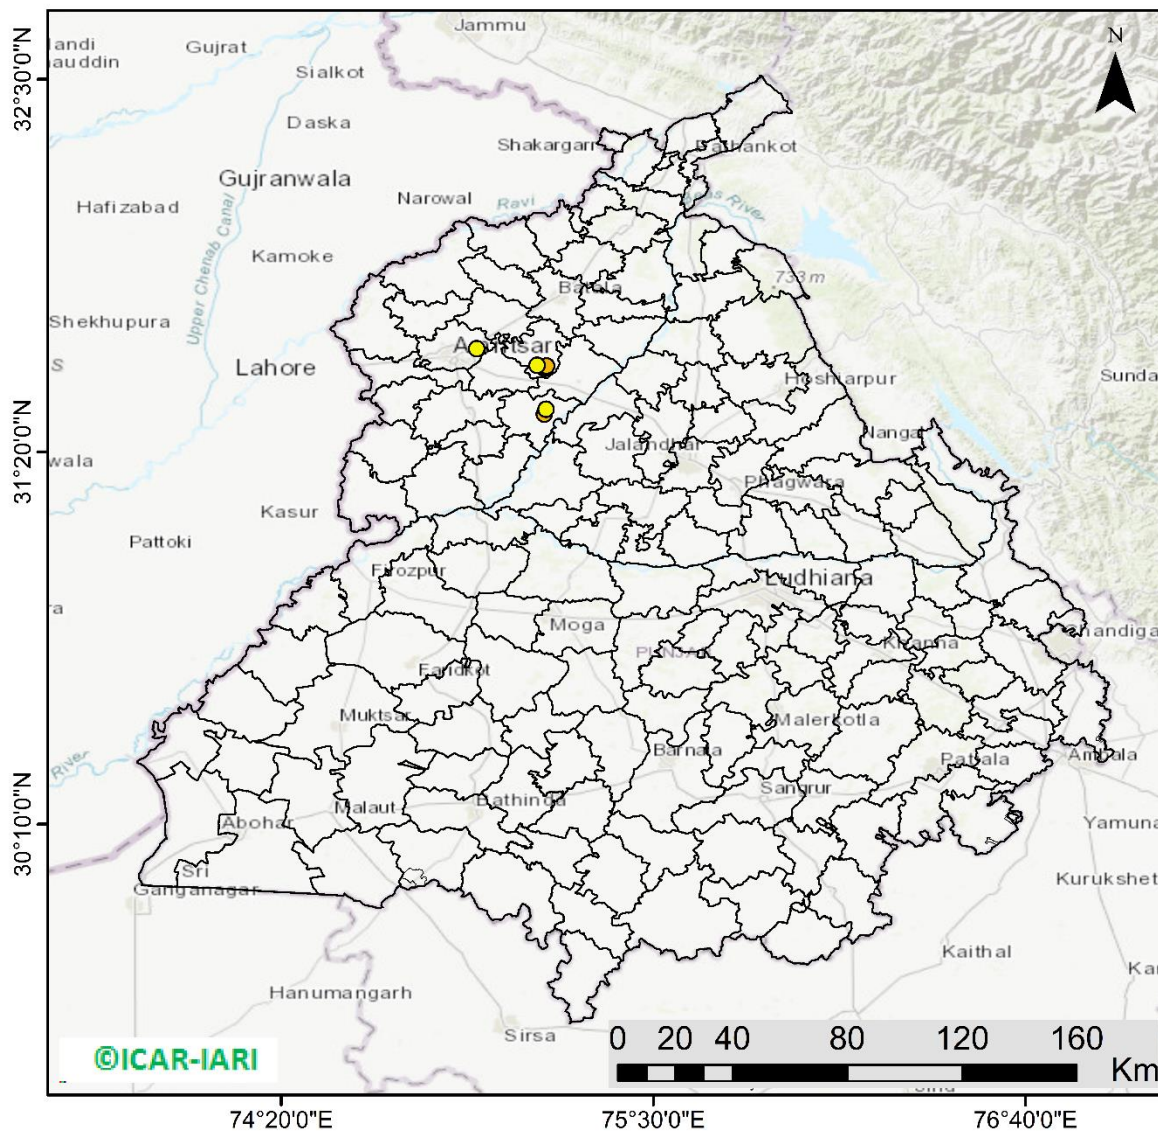 Jammu
N
andi
auddin
Gujrat
Sialkot
32°30'0"N
Daska
Shakargarh
Pathankot
Gujranwala
Narowal
Ravi
Beas River
Hafizabad
Upper Chenab Canal
Kamoke
733 m
Batala
Shekhupura
Amritsar
S
Lahore
Hoshiarpur
Sunda
Jalandhar
Nangal
31°20'0"N
wala
Phagwara
Kasur
Pattoki
Firozpur
Ludhiana
ra
Moga
Chandiga
Khanna
PUNJAB
Faridkot
Muktsar
Malerkotla
Barnala
River
Patiala
Ambala
Sangrur
Bathinda
Malaut
30°10'0"N
Abohar
Yamuna
Sri
Ganganagar
Kurukshet
Kaithal
Ka
Hanumangarh
Sirsa
0 20 40 80 120 160
Km
©ICAR-IARI
74°20'0"E 75°30'0"E 76°40'0"E